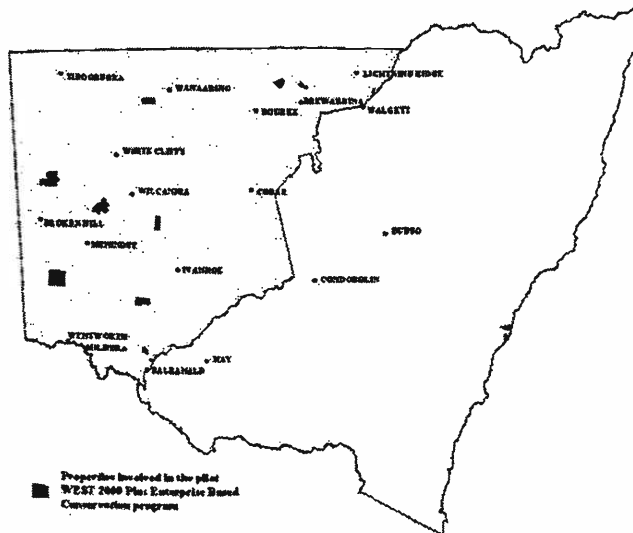 TIBOOBURRA
LIGHTNING RIDGE
WANAARING
BREWARRINA
BOURKE
WALGETT
WHITE CLIFFS
WILCANNIA
COBAR
BROKEN HILL
DUBBO
MENINDEE
IVANHOE
CONDOBOLIN
WENTWORTH
MILDURA
HAY
BALRANALD
Properties involved in the pilot
WEST 2000 Plus Enterprise Based
Conservation program